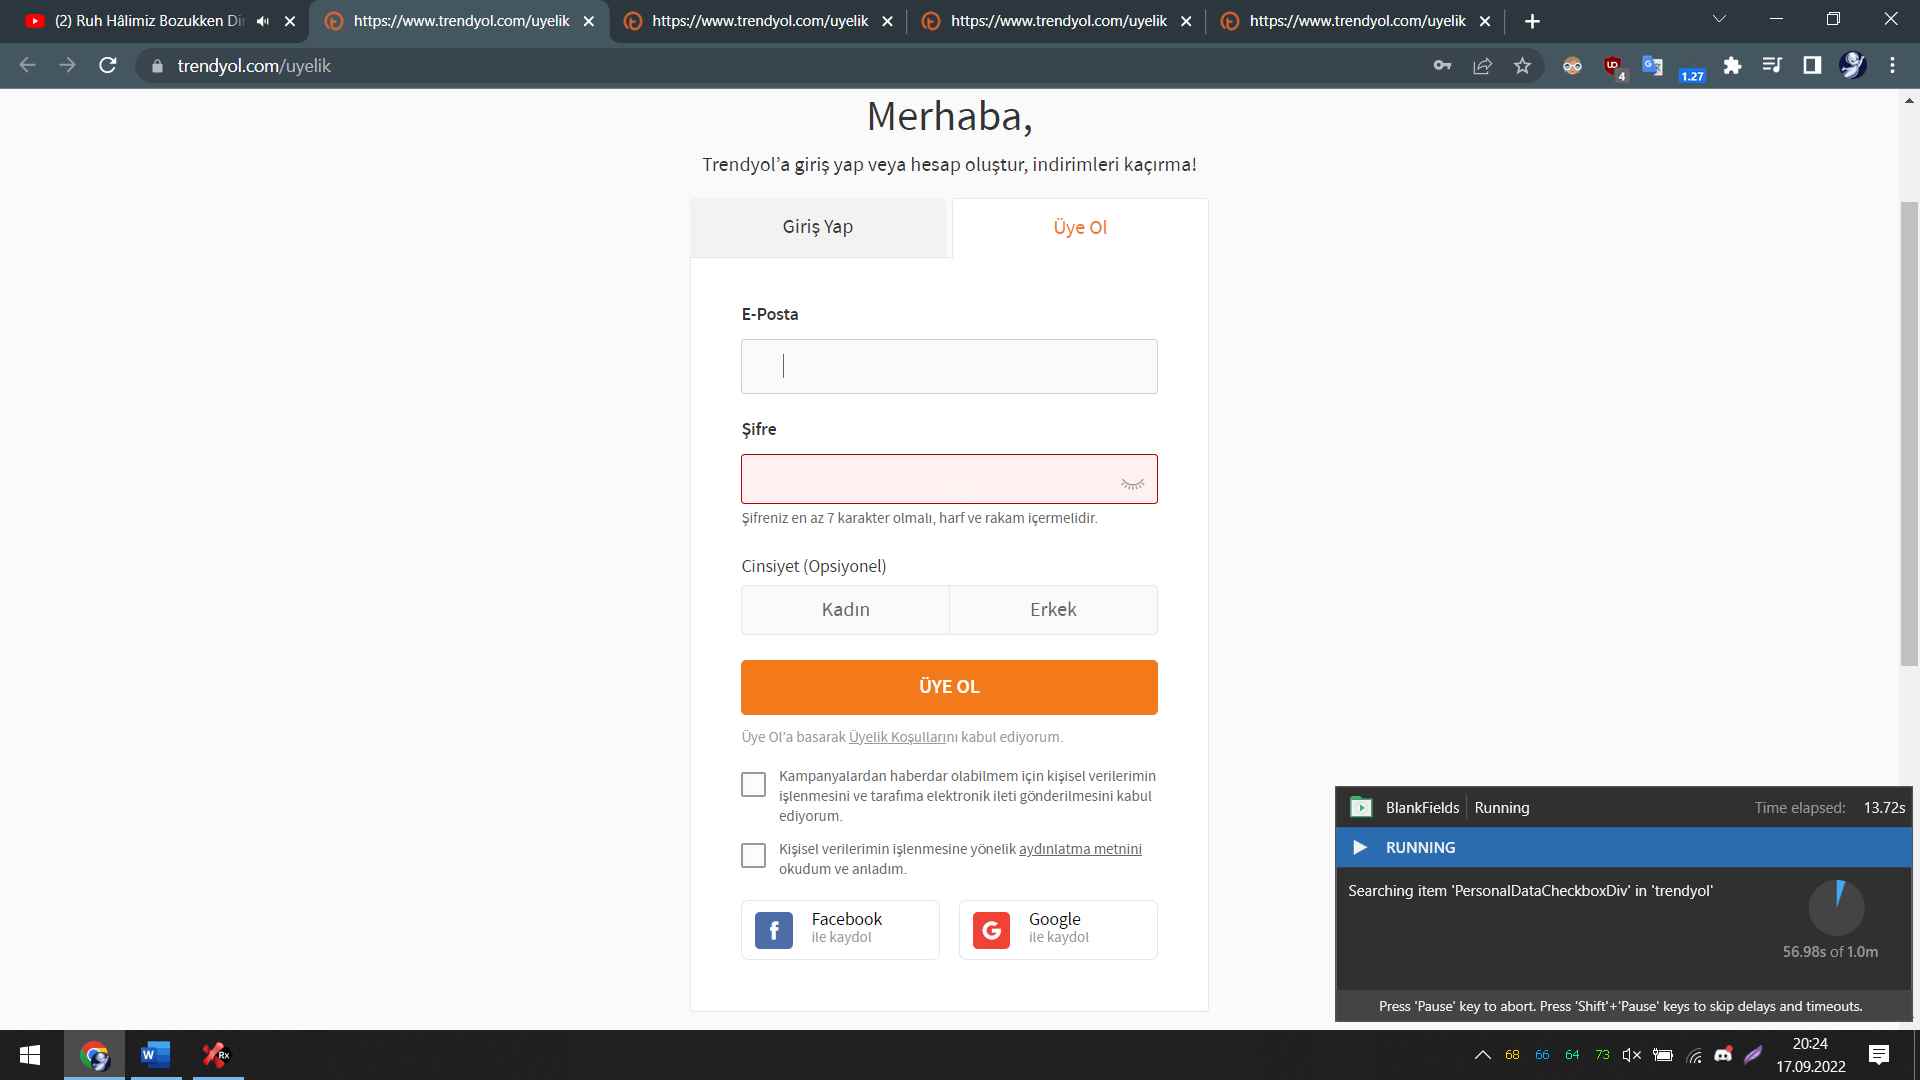 (2) Ruh Hâlimiz Bozukken Di
https://www.trendyol.com/uyelik
https://www.trendyol.com/uyelik
https://www.trendyol.com/uyelik
https://www.trendyol.com/uyelik
trendyol.com/uyelik
4
1.27
Merhaba,
Trendyol’a giriş yap veya hesap oluştur, indirimleri kaçırma!
Giriş Yap
Üye Ol
E-Posta
Şifre
Şifreniz en az 7 karakter olmalı, harf ve rakam içermelidir.
Cinsiyet (Opsiyonel)
Kadın
Erkek
ÜYE OL
Üye Ol'a basarak Üyelik Koşullarını kabul ediyorum.
Kampanyalardan haberdar olabilmem için kişisel verilerimin
işlenmesini ve tarafıma elektronik ileti gönderilmesini kabul
ediyorum.
Kişisel verilerimin işlenmesine yönelik aydınlatma metnini
okudum ve anladım.
Facebook
ile kaydol
Google
ile kaydol
BlankFields
Running
Time elapsed: 13.72s
RUNNING
Searching item 'PersonalDataCheckboxDiv' in 'trendyol'
56.98s of 1.0m
Press 'Pause' key to abort. Press 'Shift'+'Pause' keys to skip delays and timeouts.
68
66
64
73
20:24
17.09.2022